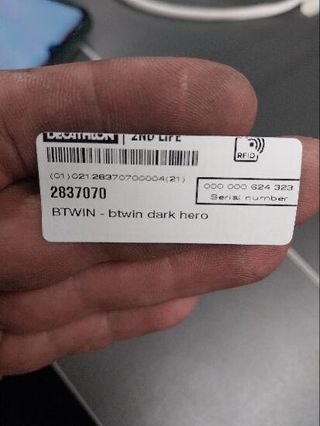 DECATHLON | 2ND LIFE
RFID
(01)02128370700004(21)
2837070
000 000 624 323
Serial number
BTWIN - btwin dark hero